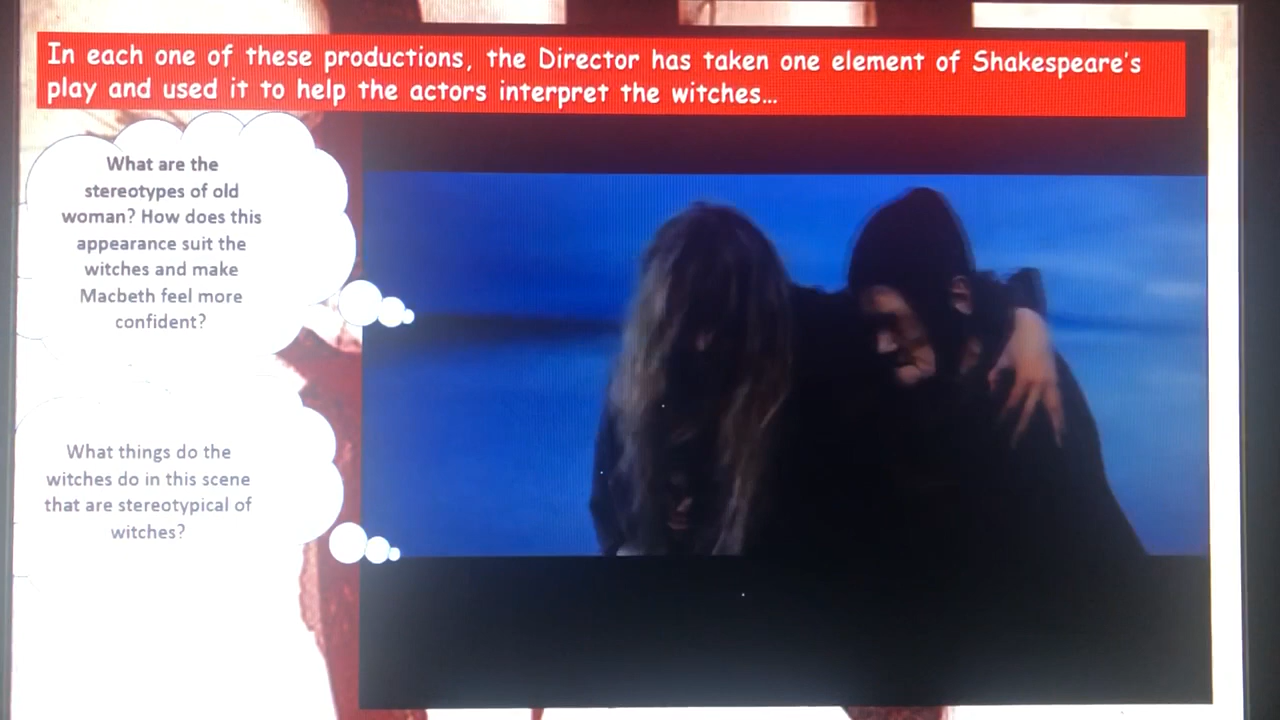 In each one of these productions, the Director has taken one element of Shakespeare's
play and used it to help the actors interpret the witches...
What are the
stereotypes of old
woman? How does this
appearance suit the
witches and make
Macbeth feel more
confident?
What things do the
witches do in this scene
that are stereotypical of
witches?